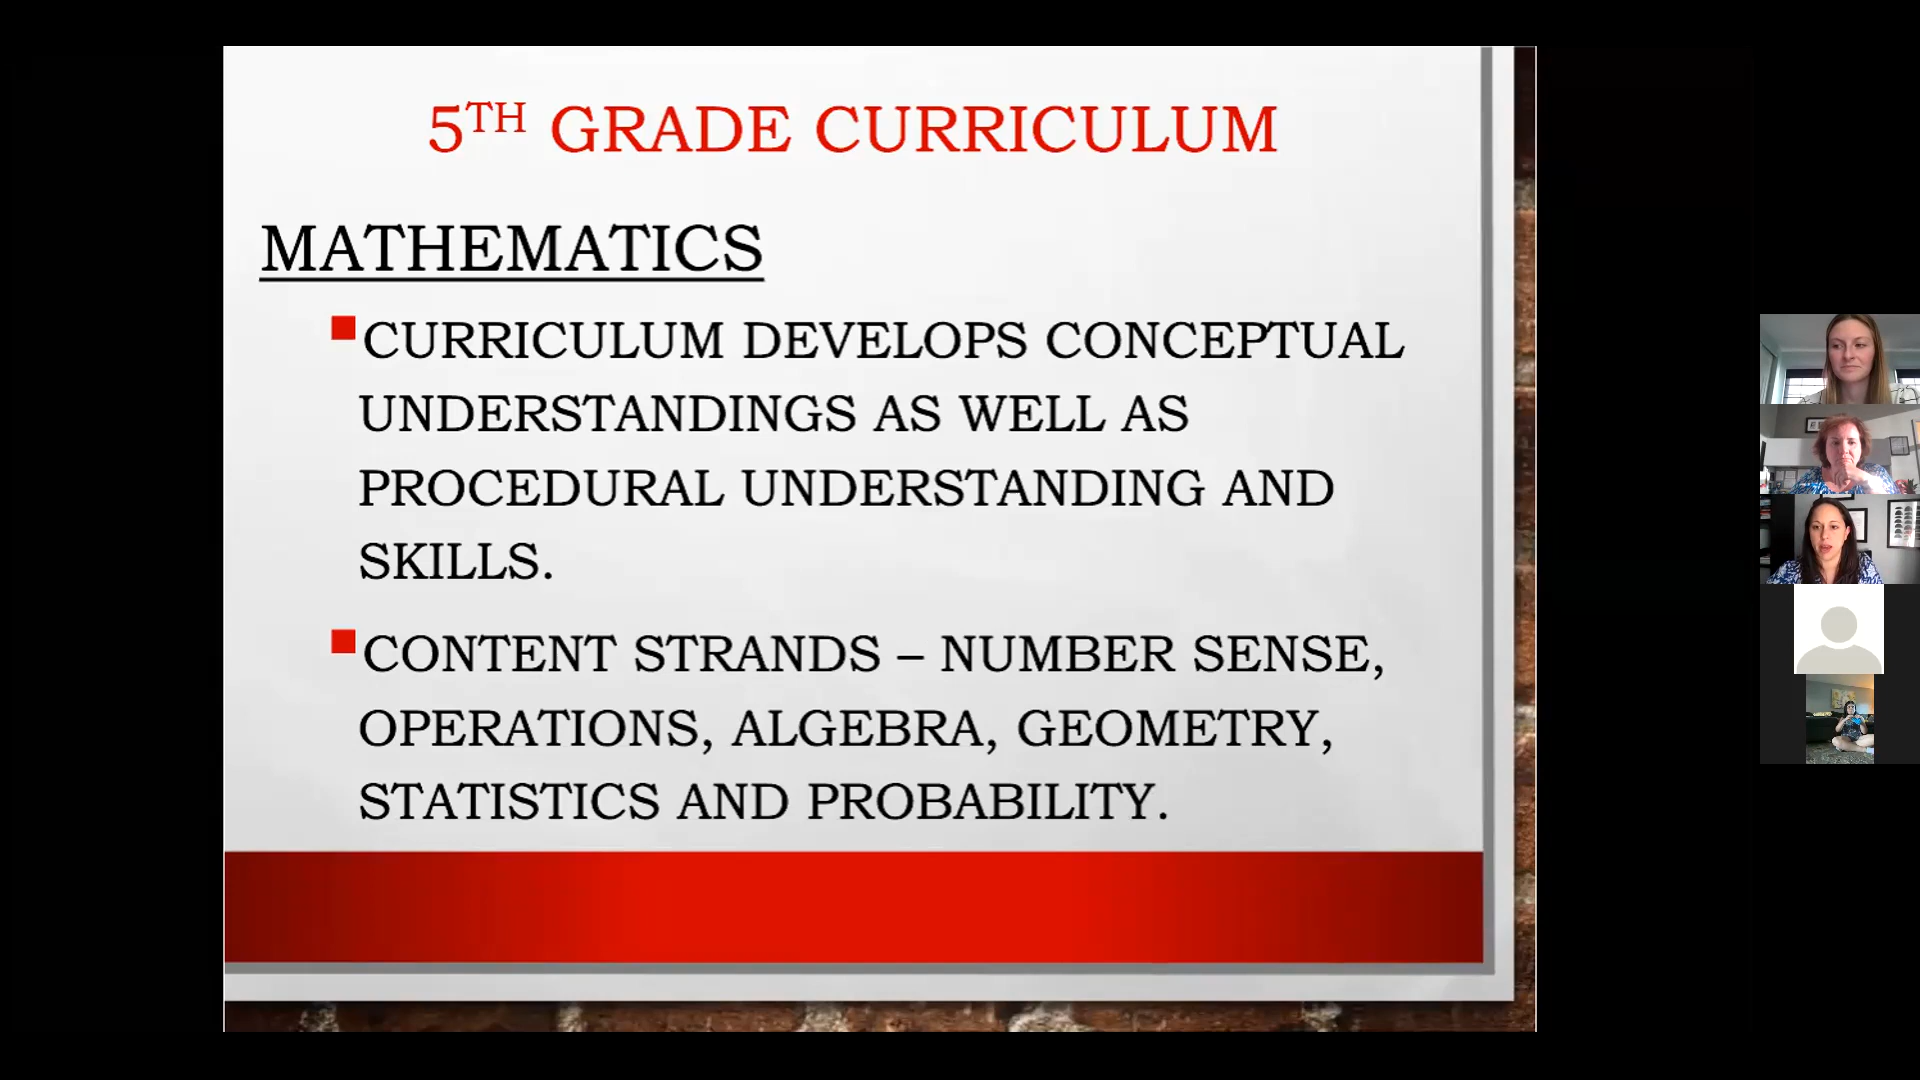 5TH GRADE CURRICULUM
MATHEMATICS
CURRICULUM DEVELOPS CONCEPTUAL
UNDERSTANDINGS AS WELL AS
PROCEDURAL UNDERSTANDING AND
SKILLS.
CONTENT STRANDS – NUMBER SENSE,
OPERATIONS, ALGEBRA, GEOMETRY,
STATISTICS AND PROBABILITY.